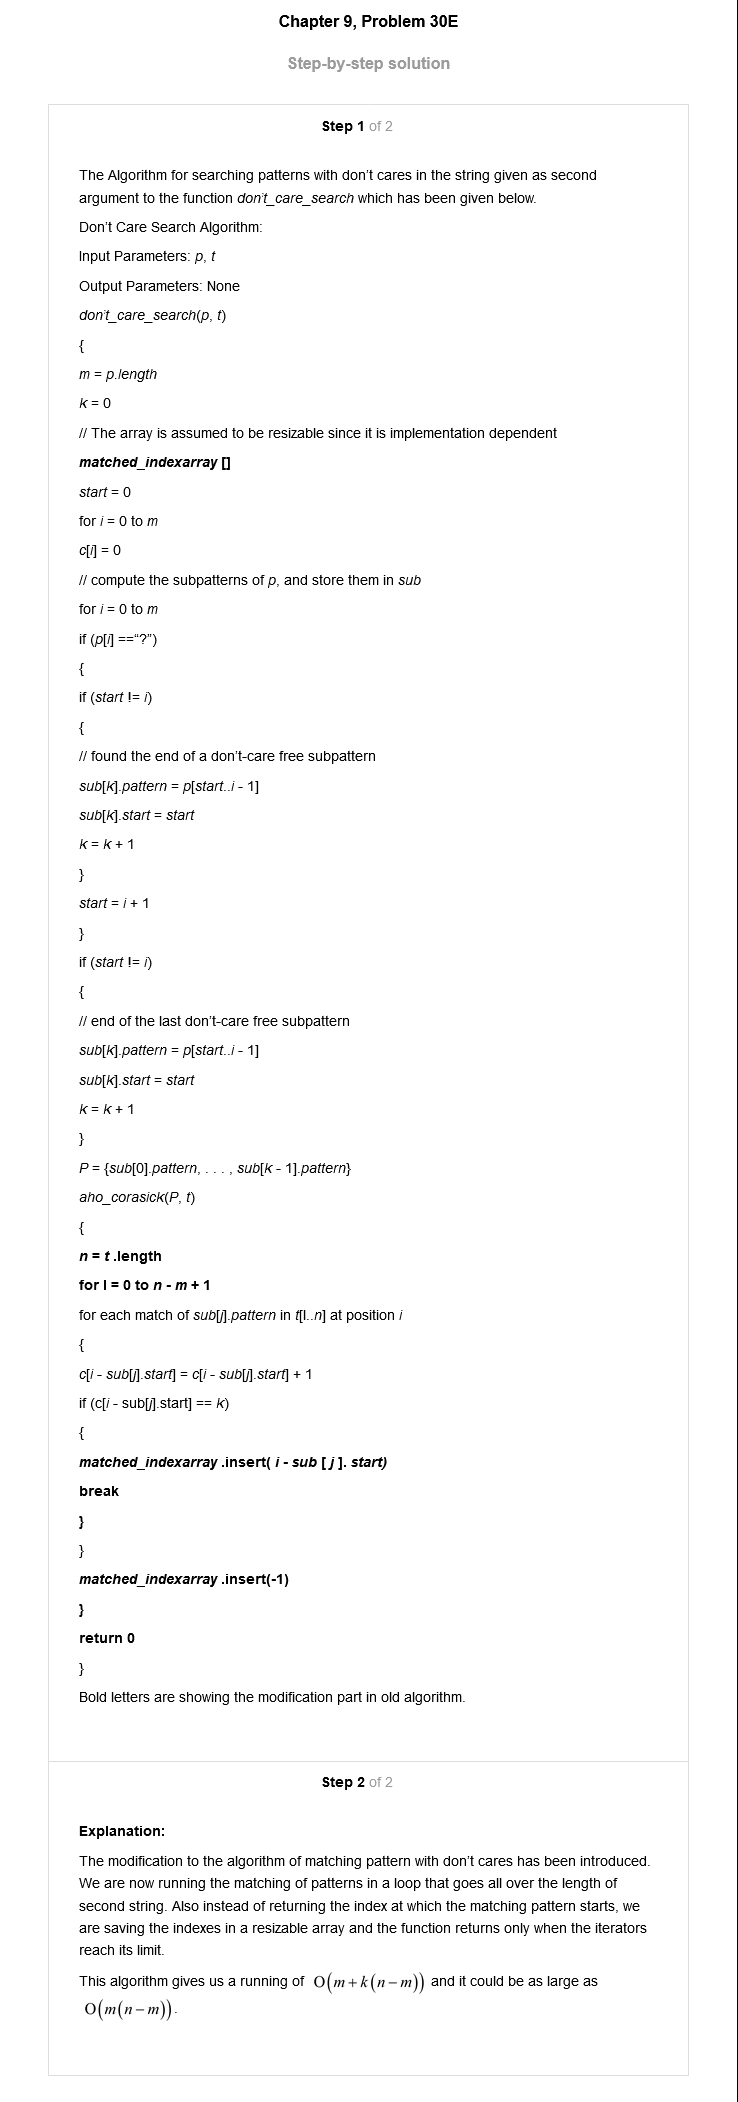 Chapter 9, Problem 30E
Step-by-step solution
Step 1 of 2
The Algorithm for searching patterns with don't cares in the string given as second
argument to the function don't_care_search which has been given below.
Don't Care Search Algorithm:
Input Parameters: p, t
Output Parameters: None
don't_care_search(p, t)
{
m = p.length
k = 0
// The array is assumed to be resizable since it is implementation dependent
matched_indexarray []
start = 0
for i = 0 to m
c[i] = 0
// compute the subpatterns of p, and store them in sub
for i = 0 to m
if (p[i] ==“?”)
{
if (start != i)
{
// found the end of a don't-care free subpattern
sub[k].pattern = p[start..i - 1]
sub[k].start = start
k = k + 1
}
start = i + 1
}
if (start != i)
{
// end of the last don't-care free subpattern
sub[k].pattern = p[start..i - 1]
sub[k].start = start
k = k + 1
}
P = {sub[0].pattern, . . . , sub[k - 1].pattern}
aho_corasick(P, t)
{
n = t .length
for l = 0 to n - m + 1
for each match of sub[j].pattern in t[l..n] at position i
{
c[i - sub[j].start] = c[i - sub[j].start] + 1
if (c[i - sub[j].start] == k)
{
matched_indexarray .insert( i - sub [ j ]. start)
break
}
}
matched_indexarray .insert(-1)
}
return 0
}
Bold letters are showing the modification part in old algorithm.
Step 2 of 2
Explanation:
The modification to the algorithm of matching pattern with don't cares has been introduced.
We are now running the matching of patterns in a loop that goes all over the length of
second string. Also instead of returning the index at which the matching pattern starts, we
are saving the indexes in a resizable array and the function returns only when the iterators
reach its limit.
This algorithm gives us a running of O(m + k(n − m)) and it could be as large as
O(m(n − m)).